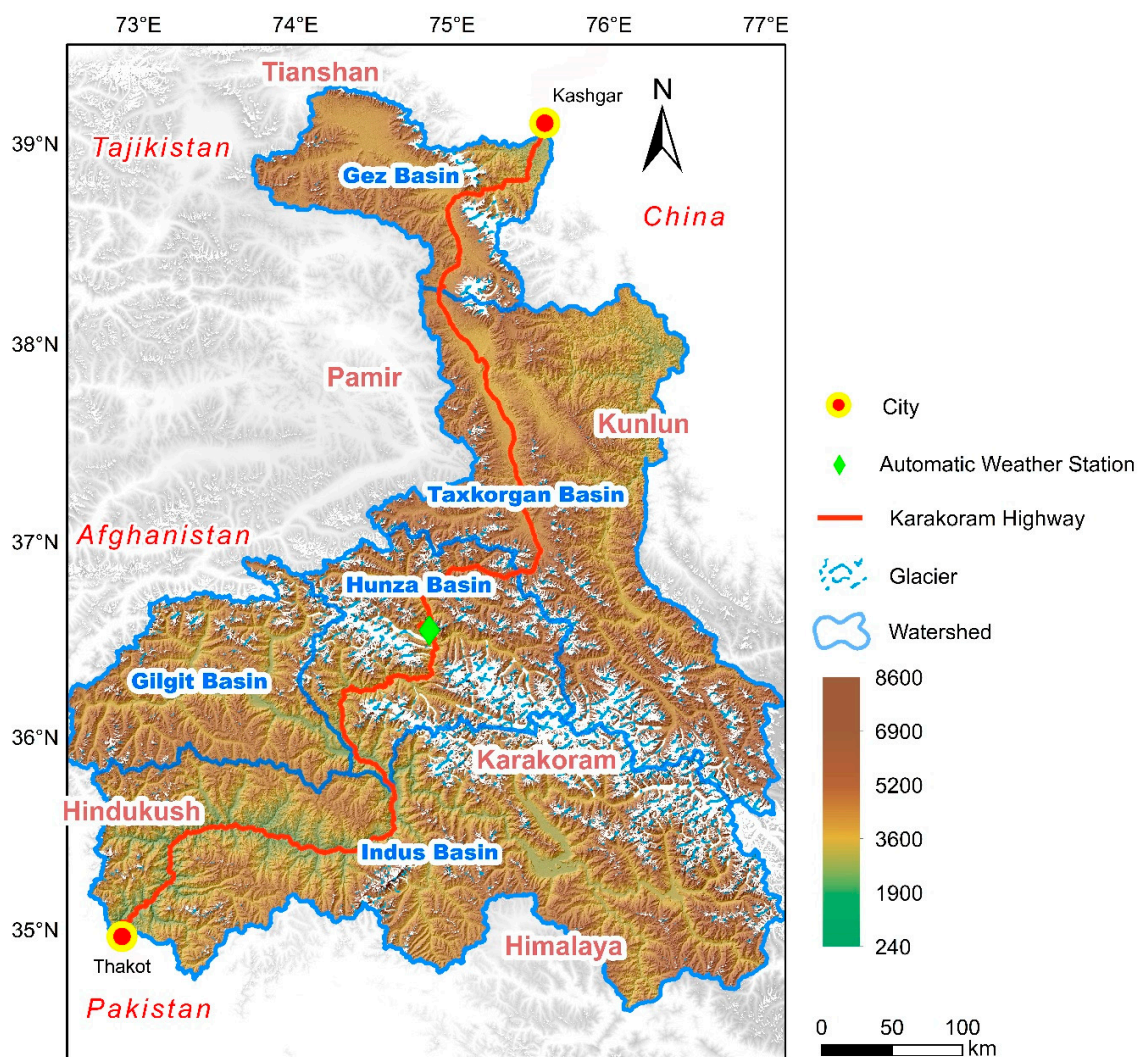 73°E 74°E 75°E 76°E 77°E
Tianshan
Kashgar
N
39°N
Tajikistan
Gez Basin
China
38°N
Pamir
Kunlun
Taxkorgan Basin
37°N
Afghanistan
Hunza Basin
Gilgit Basin
36°N
Karakoram
Hindukush
Indus Basin
35°N
Himalaya
Thakot
Pakistan
City
Automatic Weather Station
Karakoram Highway
Glacier
Watershed
8600
6900
5200
3600
1900
240
0 50 100
km